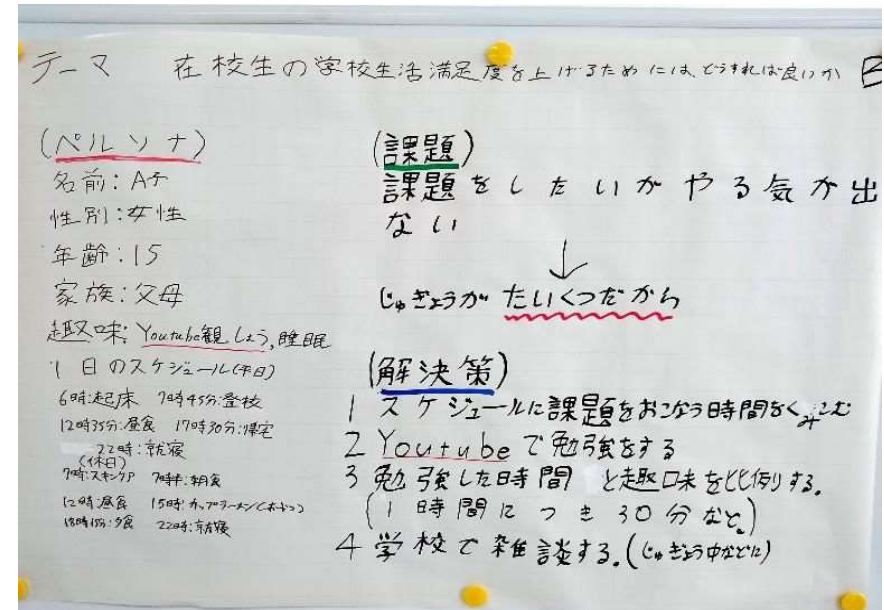 テーマ 在校生の学校生活満足度を上げるためには、どうすれば良いか
(ペルソナ)
名前:A子
性別:女性
年齢:15
家族:父母
趣味:Youtube観しょう,睡眠
1日のスケジュール(平日)
6時:起床 7時45分:登校
12時35分:昼食 17時30分:帰宅
22時:就寝
(休日)
7時:スキンケア 7時半:朝食
12時:昼食 15時:カップラーメン(おやつ)
18時15分:夕食 22時:就寝
(課題)
課題をしたいがやる気が出
ない
↓
じゅぎょうがたいくつだから
(解決策)
1 スケジュールに課題をおこなう時間をくみこむ
2 Youtubeで勉強をする
3 勉強した時間と趣味を比例する。
(1時間につき30分など。)
4 学校で雑談する。(じゅぎょう中などに)